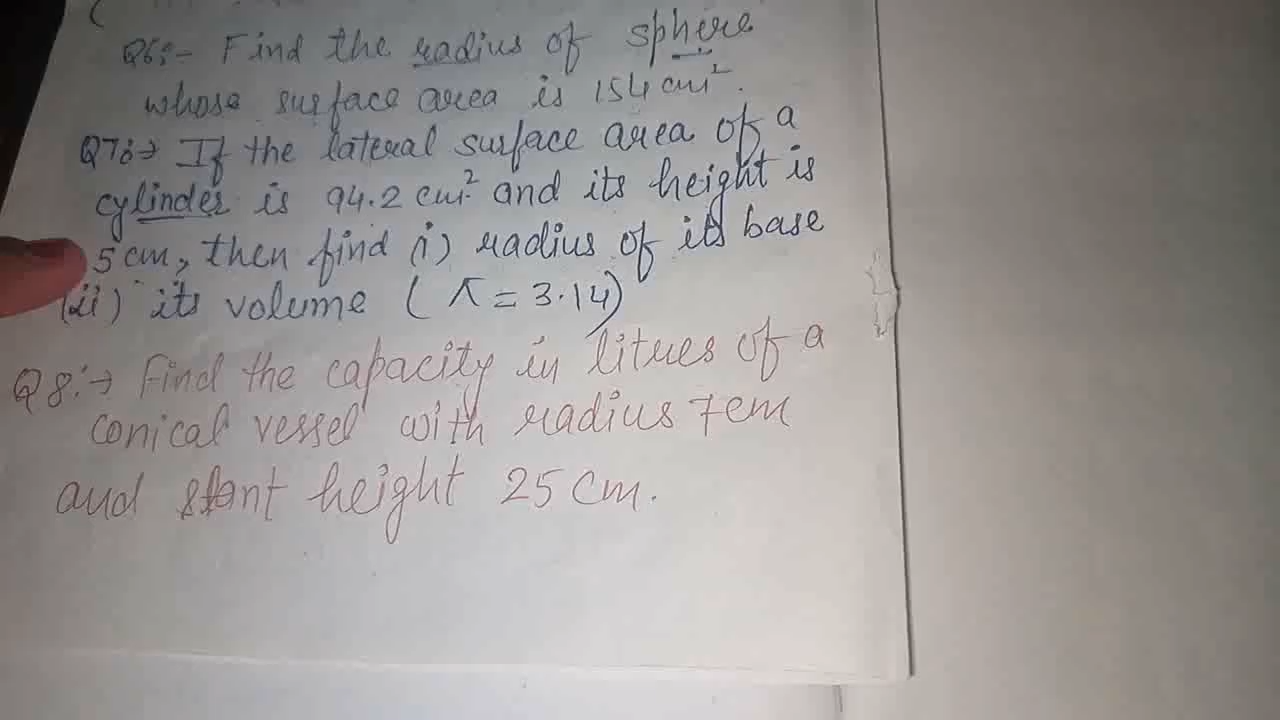 Q6:- Find the radius of sphere
whose surface area is 154 cm².
Q7:→ If the lateral surface area of a
cylinder is 94.2 cm² and its height is
5 cm, then find (i) radius of its base
(ii) its volume (π = 3.14)
Q8:→ Find the capacity in litres of a
conical vessel with radius 7cm
and slant height 25 cm.